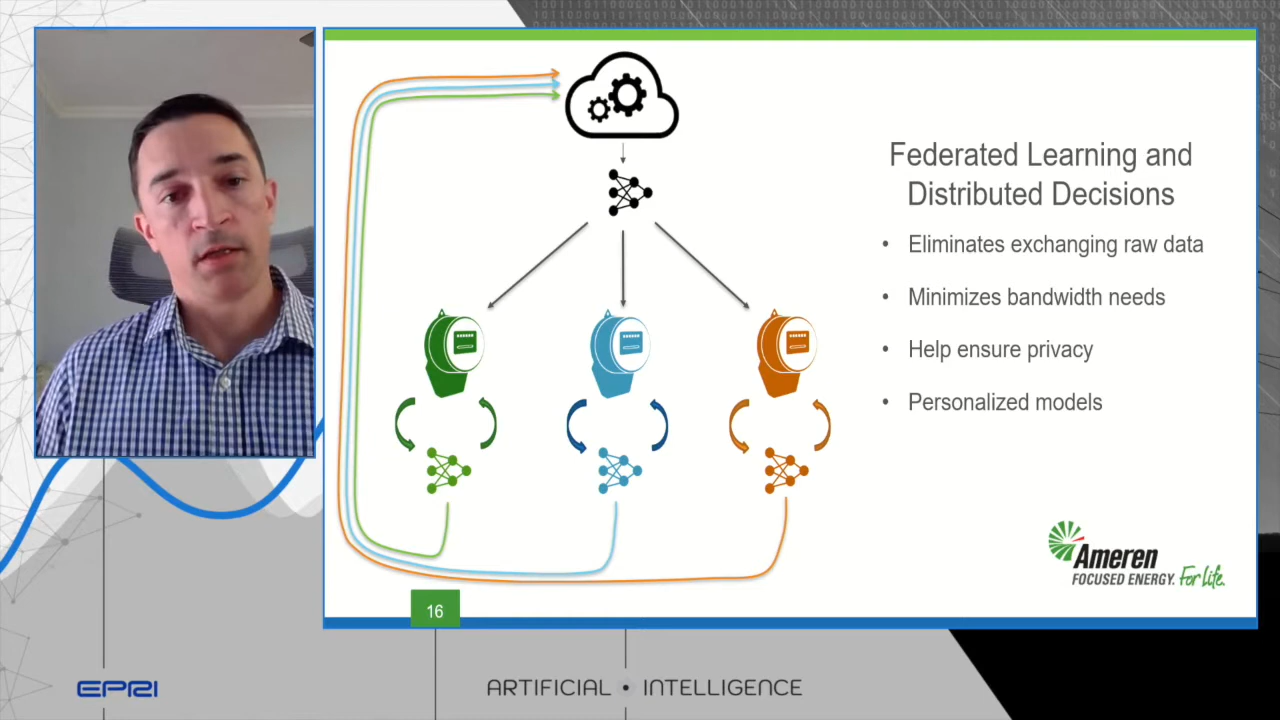 Federated Learning and
Distributed Decisions
• Eliminates exchanging raw data
• Minimizes bandwidth needs
• Help ensure privacy
• Personalized models
Ameren
FOCUSED ENERGY. For life.
16
EPRI
ARTIFICIAL • INTELLIGENCE